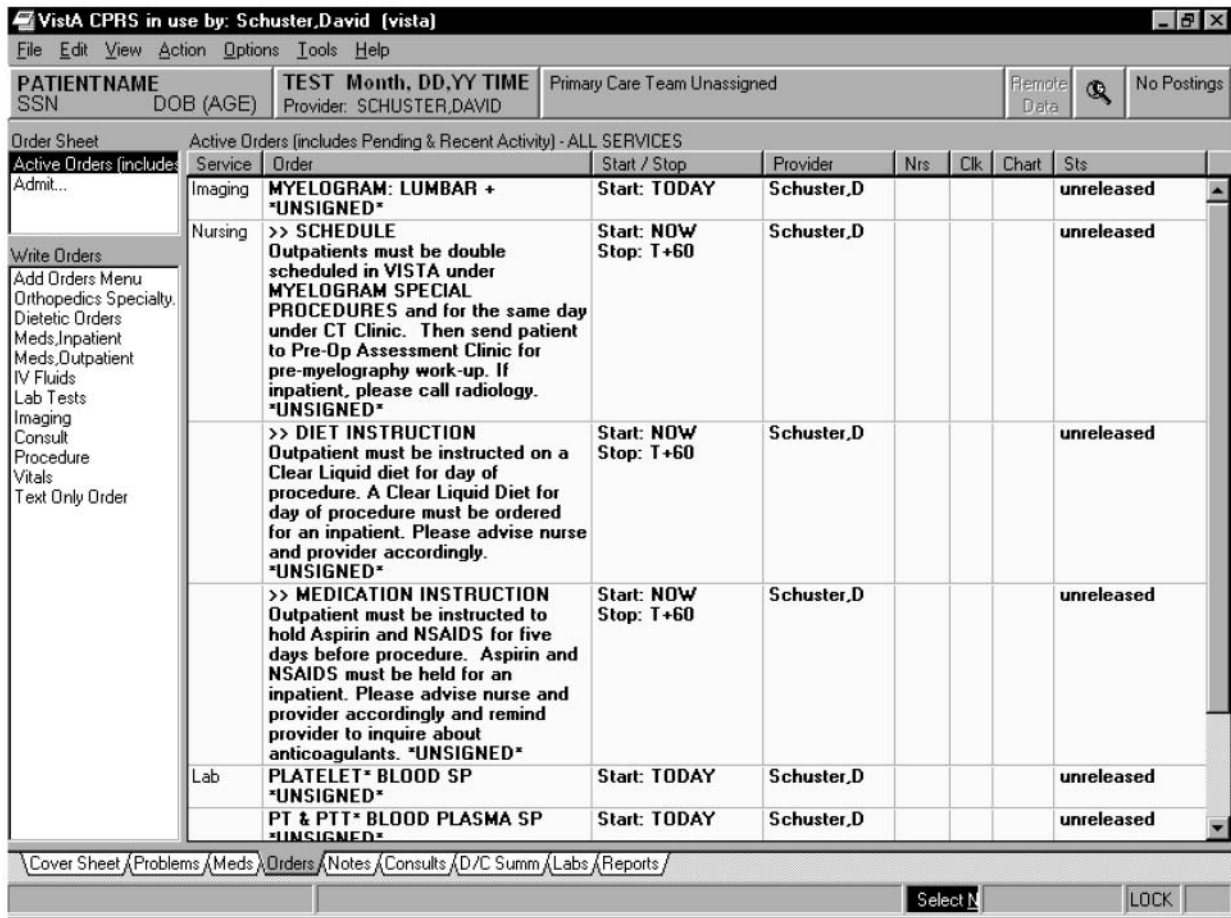 VistA CPRS in use by: Schuster,David (vista)
File Edit View Action Options Tools Help
PATIENTNAME
SSN DOB (AGE)
TEST Month, DD,YY TIME
Provider: SCHUSTER,DAVID
Primary Care Team Unassigned
Remote
Data
No Postings
Order Sheet
Active Orders (includes
Admit...
Write Orders
Add Orders Menu
Orthopedics Specialty.
Dietetic Orders
Meds,Inpatient
Meds,Outpatient
IV Fluids
Lab Tests
Imaging
Consult
Procedure
Vitals
Text Only Order
Active Orders (includes Pending & Recent Activity) - ALL SERVICES
Service Order Start / Stop Provider Nrs Clk Chart Sts
Imaging MYELOGRAM: LUMBAR + Start: TODAY Schuster,D unreleased
*UNSIGNED*
Nursing >> SCHEDULE Start: NOW Schuster,D unreleased
Outpatients must be double Stop: T+60
scheduled in VISTA under
MYELOGRAM SPECIAL
PROCEDURES and for the same day
under CT Clinic. Then send patient
to Pre-Op Assessment Clinic for
pre-myelography work-up. If
inpatient, please call radiology.
*UNSIGNED*
>> DIET INSTRUCTION Start: NOW Schuster,D unreleased
Outpatient must be instructed on a Stop: T+60
Clear Liquid diet for day of
procedure. A Clear Liquid Diet for
day of procedure must be ordered
for an inpatient. Please advise nurse
and provider accordingly.
*UNSIGNED*
>> MEDICATION INSTRUCTION Start: NOW Schuster,D unreleased
Outpatient must be instructed to Stop: T+60
hold Aspirin and NSAIDS for five
days before procedure. Aspirin and
NSAIDS must be held for an
inpatient. Please advise nurse and
provider accordingly and remind
provider to inquire about
anticoagulants. *UNSIGNED*
Lab PLATELET* BLOOD SP Start: TODAY Schuster,D unreleased
*UNSIGNED*
PT & PTT* BLOOD PLASMA SP Start: TODAY Schuster,D unreleased
*UNSIGNED*
Cover Sheet Problems Meds Orders Notes Consults D/C Summ Labs Reports
Select N LOCK